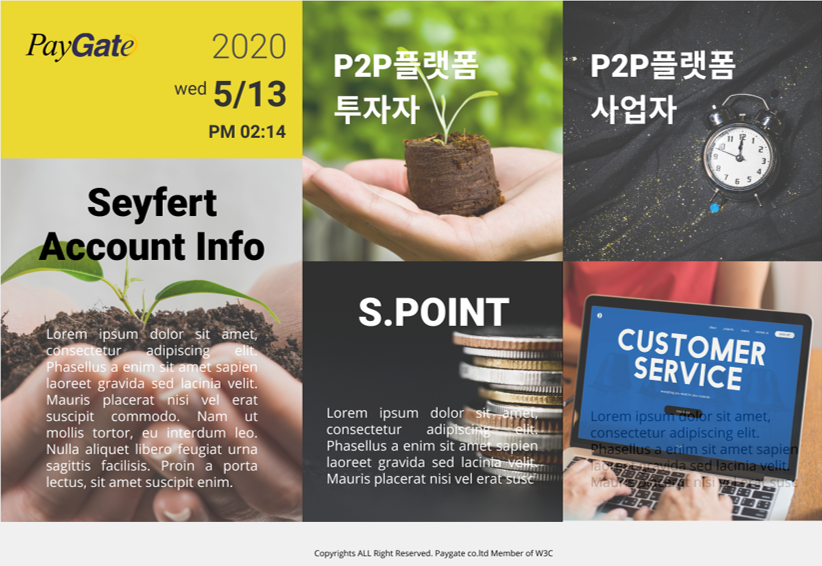 PayGate
2020
wed 5/13
PM 02:14
Seyfert
Account Info
Lorem ipsum dolor sit amet,
consectetur adipiscing elit.
Phasellus a enim sit amet sapien
laoreet gravida sed lacinia velit.
Mauris placerat nisi vel erat
suscipit commodo. Nam ut
mollis tortor, eu interdum leo.
Nulla aliquet libero feugiat urna
sagittis facilisis. Proin a porta
lectus, sit amet suscipit enim.
P2P플랫폼
투자자
P2P플랫폼
사업자
S.POINT
Lorem ipsum dolor sit amet,
consectetur adipiscing elit.
Phasellus a enim sit amet sapien
laoreet gravida sed lacinia velit.
Mauris placerat nisi vel erat susc
CUSTOMER
SERVICE
Lorem ipsum dolor sit amet,
consectetur adipiscing elit.
Phasellus a enim sit amet sapien
laoreet gravida sed lacinia velit.
Mauris placerat nisi vel erat susc
Copyrights ALL Right Reserved. Paygate co.ltd Member of W3C